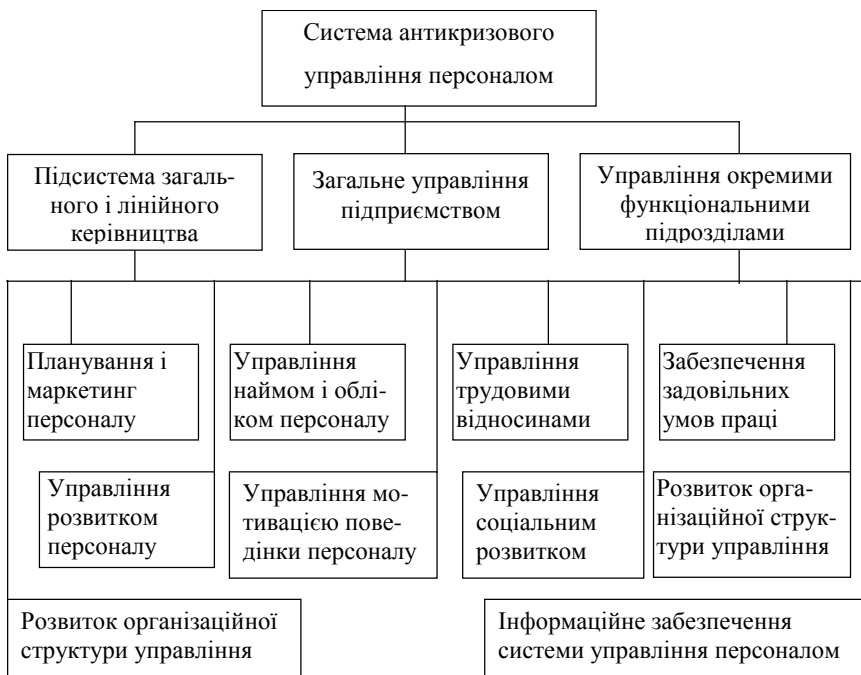 Система антикризового
управління персоналом
Підсистема загаль-
ного і лінійного
керівництва
Загальне управління
підприємством
Управління окремими
функціональними
підрозділами
Планування і
маркетинг
персоналу
Управління
наймом і облі-
ком персоналу
Управління
трудовими
відносинами
Забезпечення
задовільних
умов праці
Управління
розвитком
персоналу
Управління мо-
тивацією пове-
дінки персоналу
Управління
соціальним
розвитком
Розвиток орга-
нізаційної струк-
тури управління
Розвиток організаційної
структури управління
Інформаційне забезпечення
системи управління персоналом